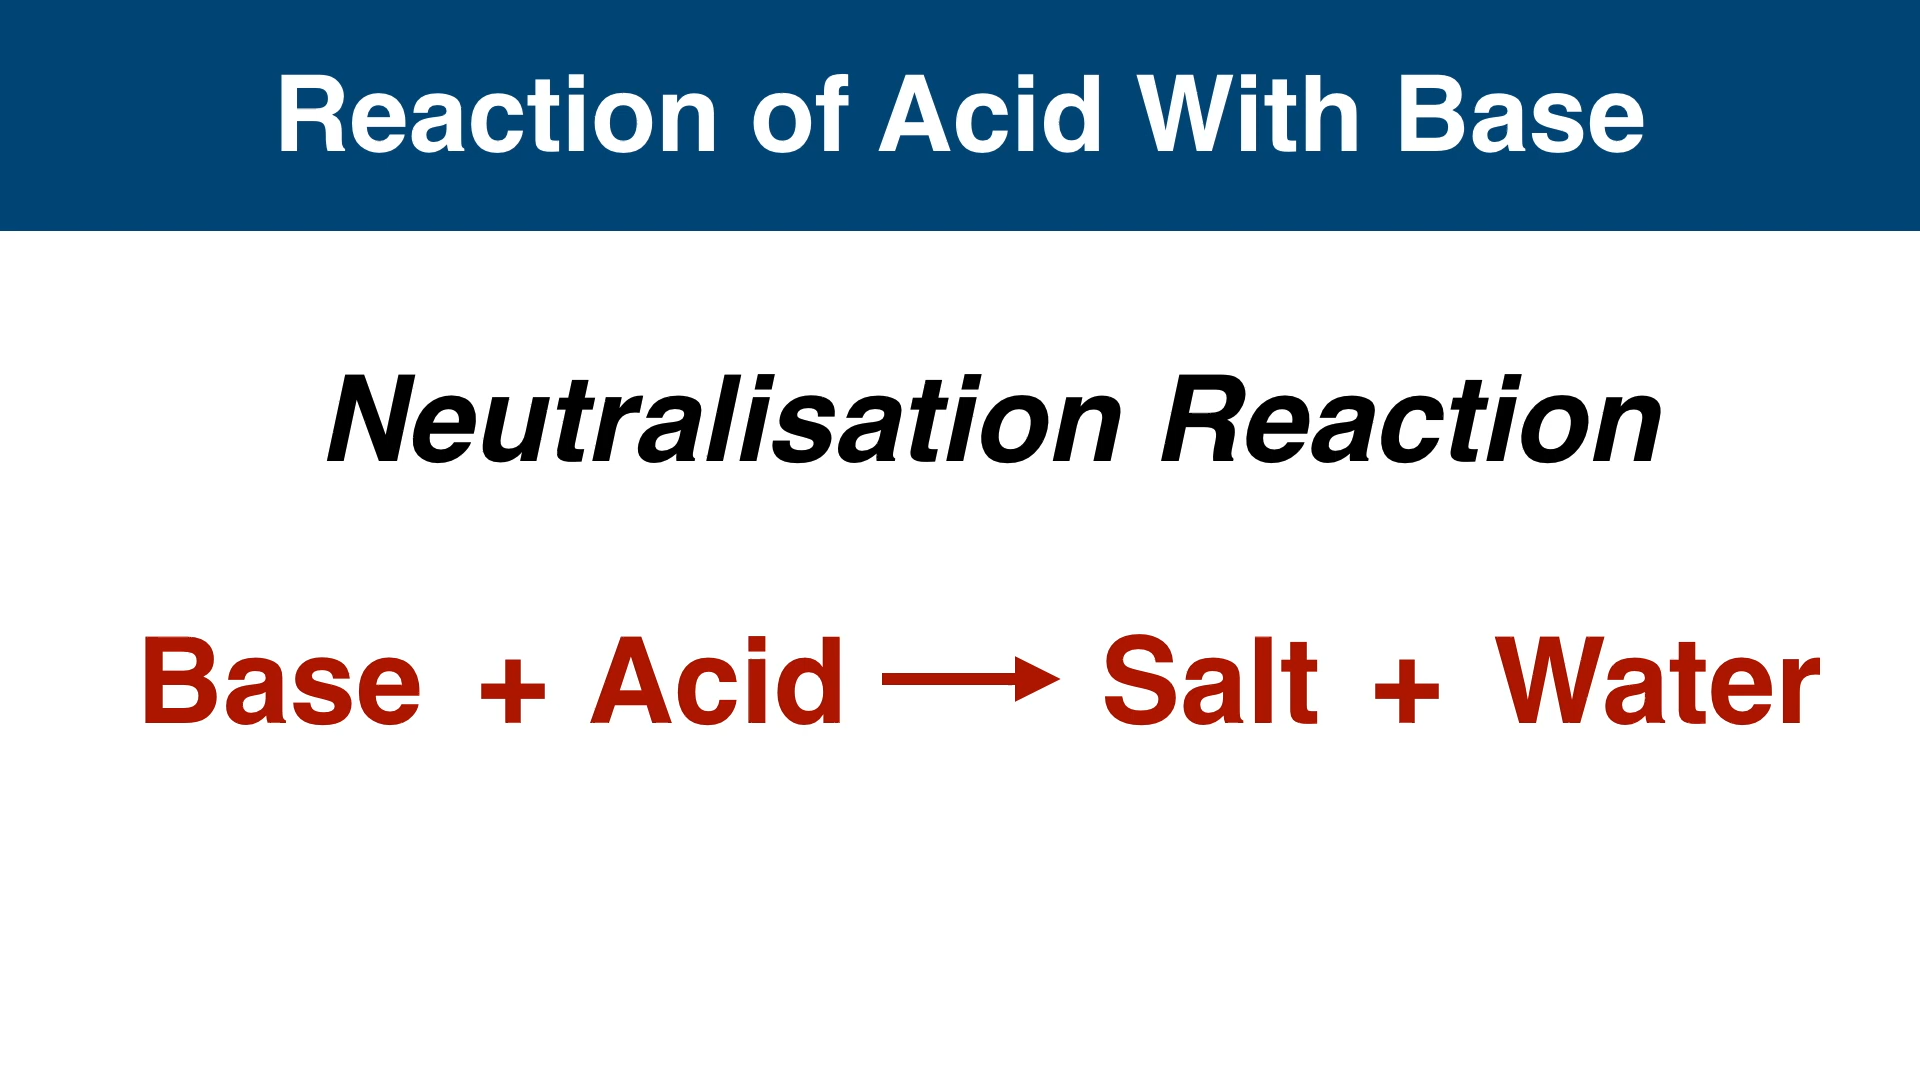 Reaction of Acid With Base
Neutralisation Reaction
Base + Acid → Salt + Water